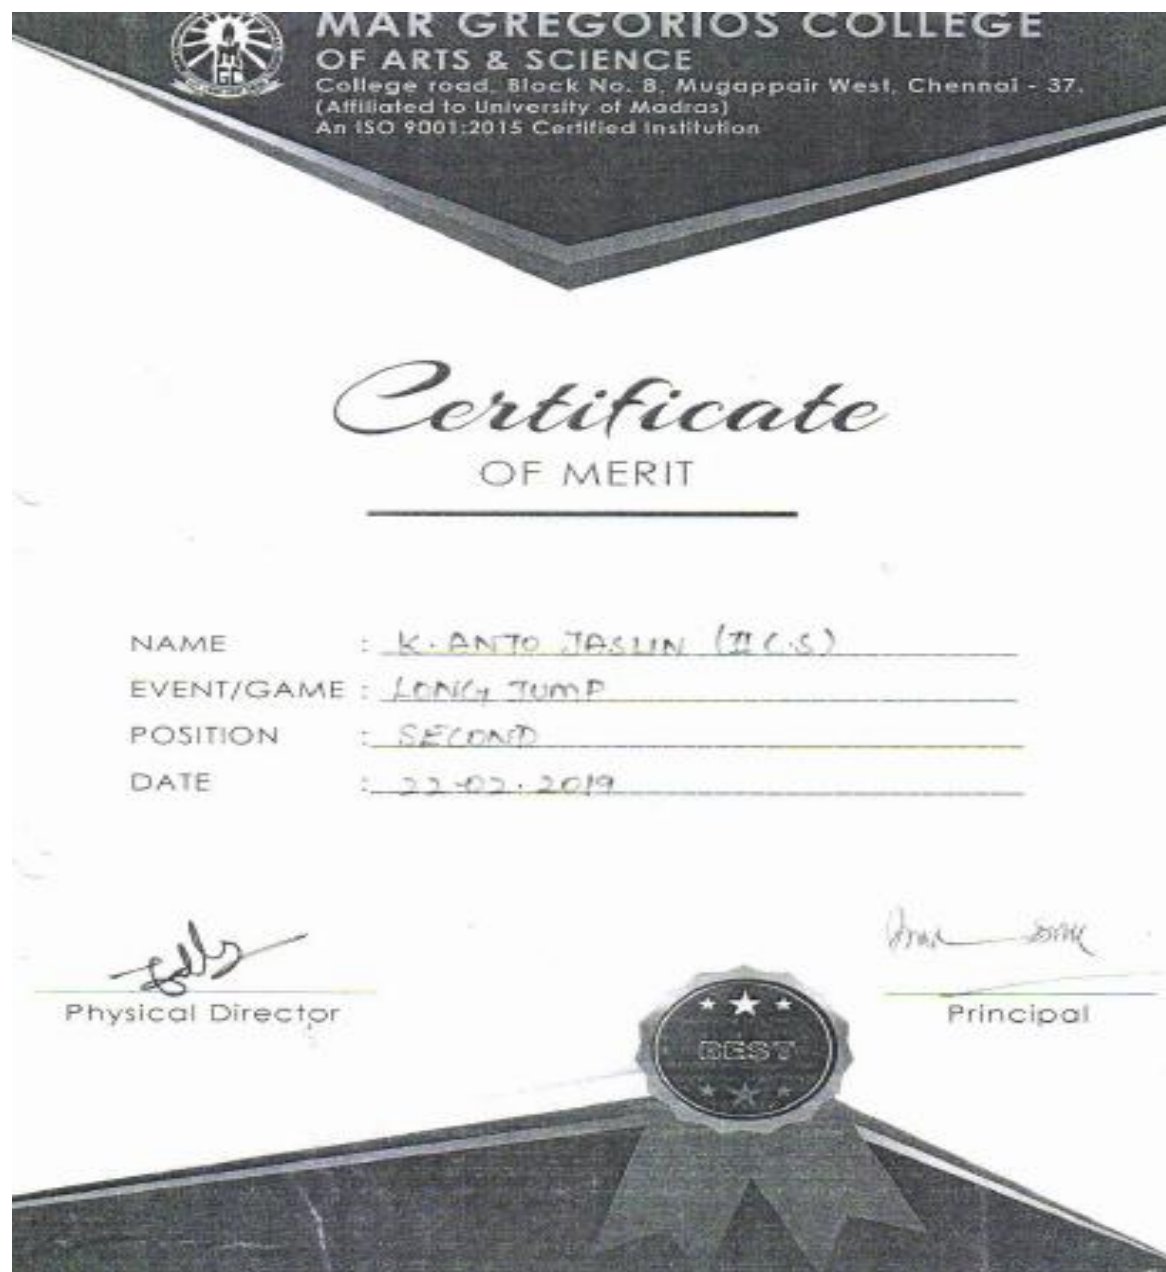 MAR GREGORIOS COLLEGE
OF ARTS & SCIENCE
College road, Block No. 8, Mugappair West, Chennai - 37.
(Affiliated to University of Madras)
An ISO 9001:2015 Certified Institution
Certificate
OF MERIT
NAME : K. ANTO JASLIN (II C.S)
EVENT/GAME : LONG JUMP
POSITION : SECOND
DATE : 22-02-2019
Physical Director
Principal
BEST